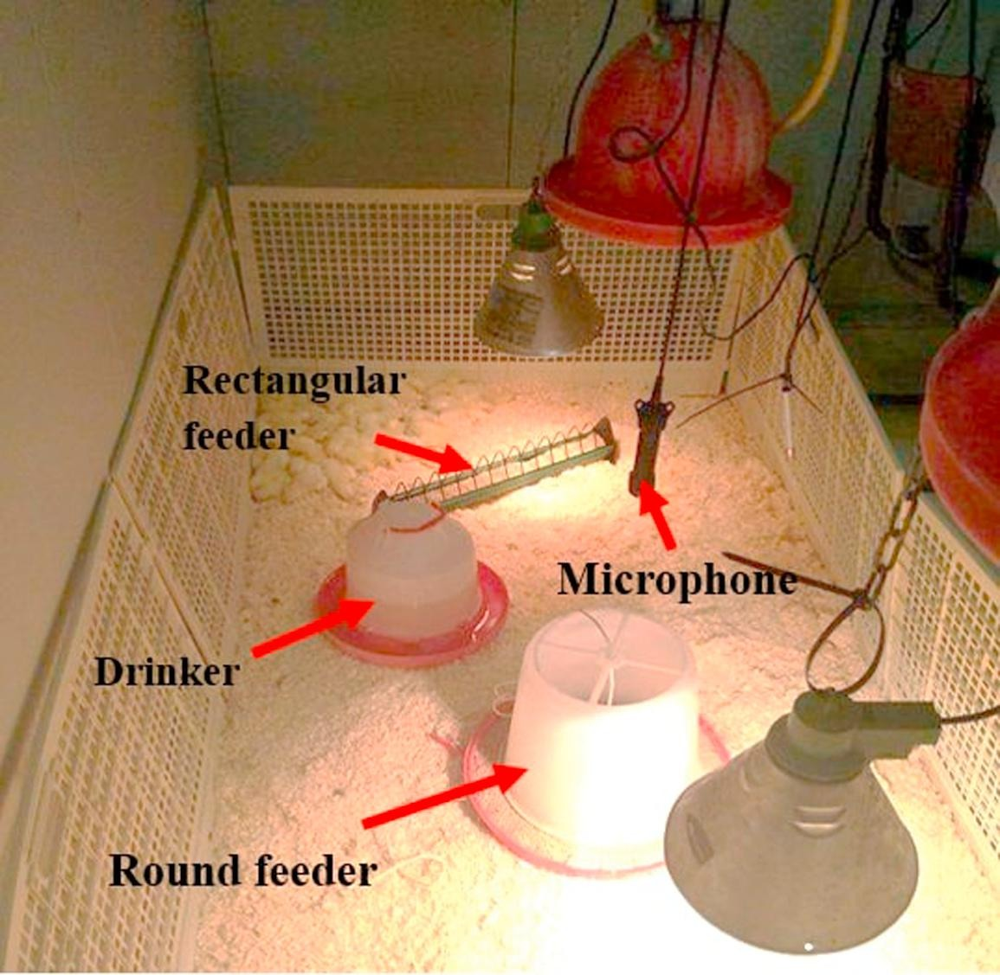 Rectangular
feeder
Microphone
Drinker
Round feeder